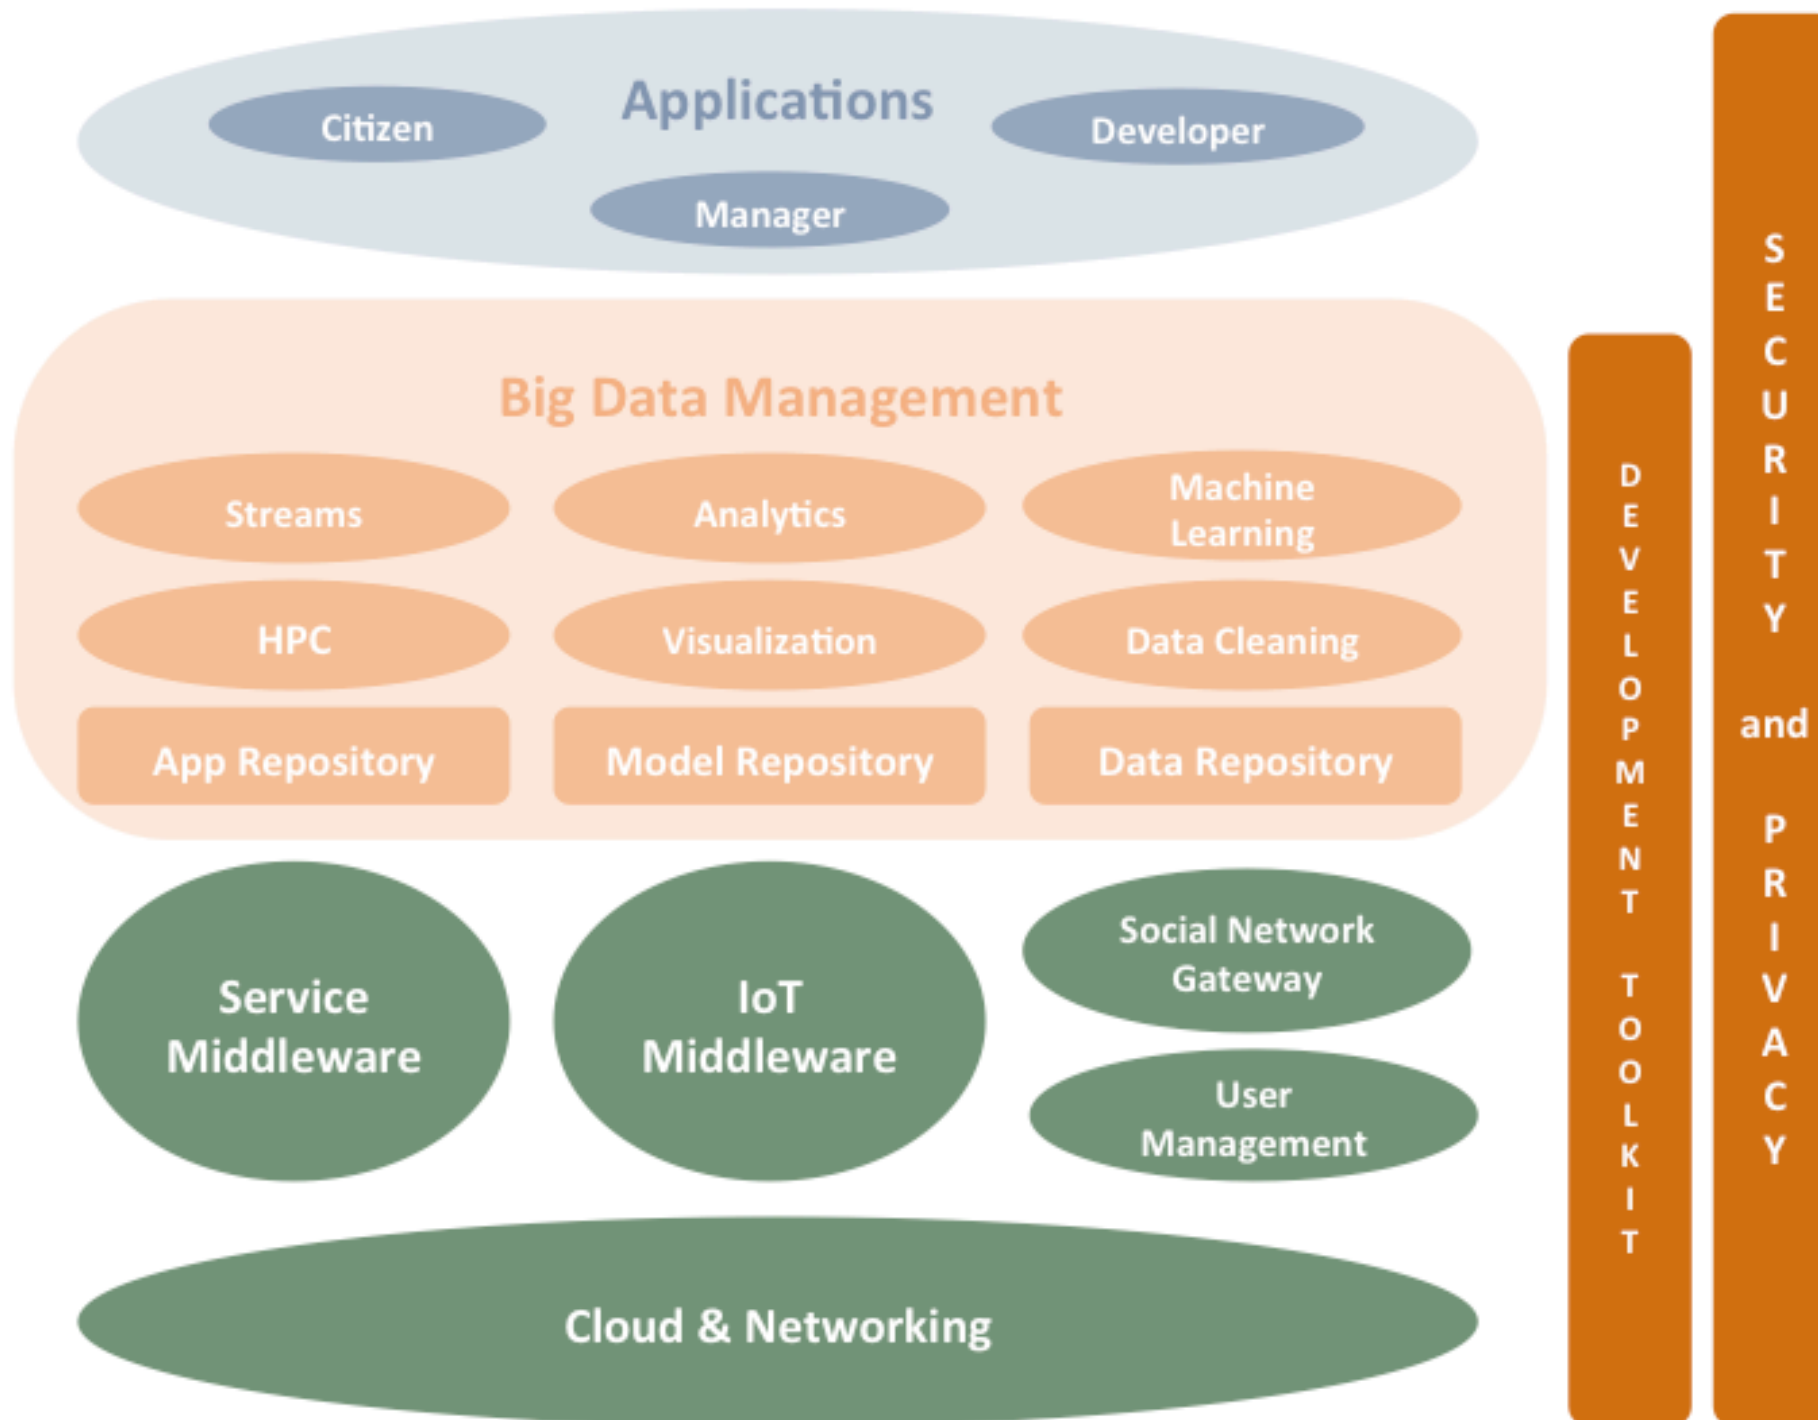 Applications
Citizen
Developer
Manager
Big Data Management
Streams
Analytics
Machine
Learning
HPC
Visualization
Data Cleaning
App Repository
Model Repository
Data Repository
Service
Middleware
IoT
Middleware
Social Network
Gateway
User
Management
Cloud & Networking
DEVELOPMENT TOOLKIT
SECURITY and PRIVACY